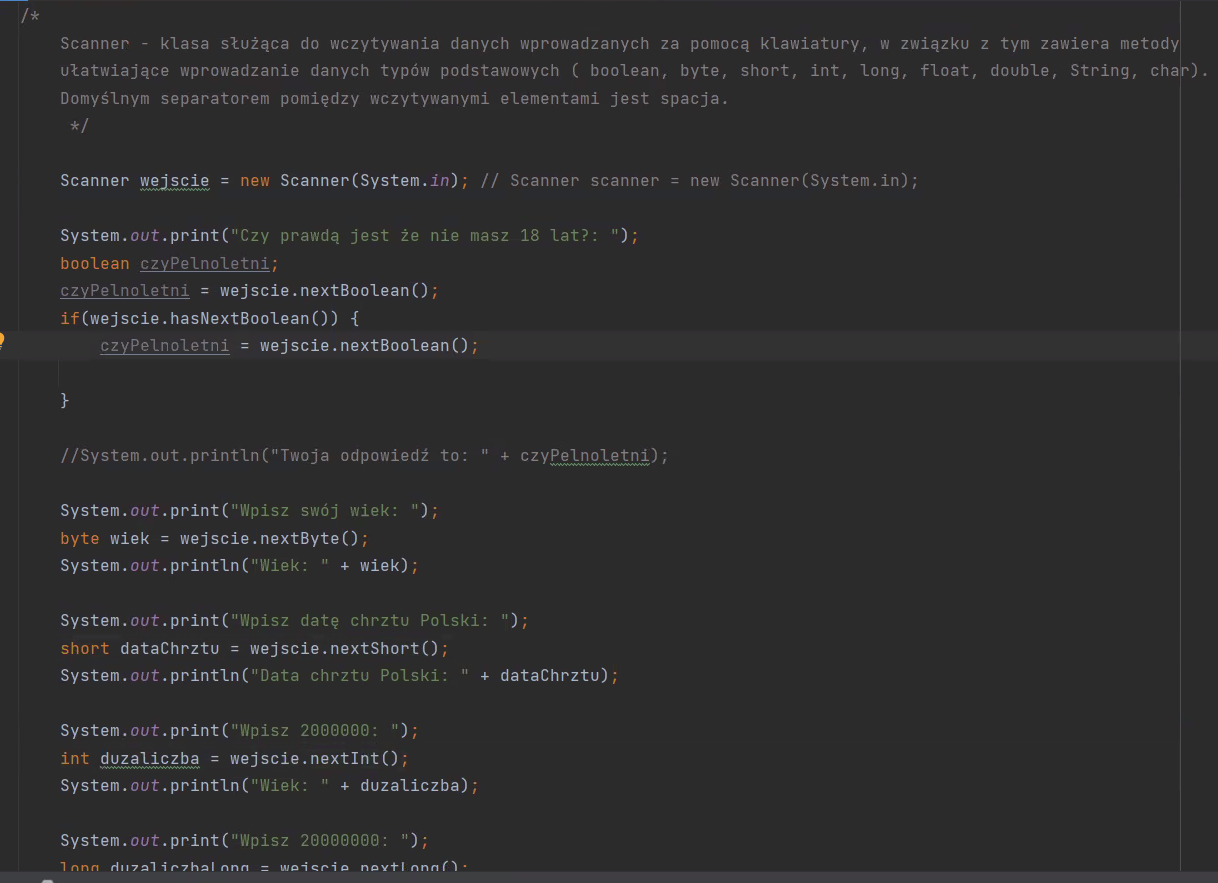 /*
Scanner - klasa służąca do wczytywania danych wprowadzanych za pomocą klawiatury, w związku z tym zawiera metody
ułatwiające wprowadzanie danych typów podstawowych ( boolean, byte, short, int, long, float, double, String, char).
Domyślnym separatorem pomiędzy wczytywanymi elementami jest spacja.
*/
Scanner wejscie = new Scanner(System.in); // Scanner scanner = new Scanner(System.in);
System.out.print("Czy prawdą jest że nie masz 18 lat?: ");
boolean czyPelnoletni;
czyPelnoletni = wejscie.nextBoolean();
if(wejscie.hasNextBoolean()) {
czyPelnoletni = wejscie.nextBoolean();
}
//System.out.println("Twoja odpowiedź to: " + czyPelnoletni);
System.out.print("Wpisz swój wiek: ");
byte wiek = wejscie.nextByte();
System.out.println("Wiek: " + wiek);
System.out.print("Wpisz datę chrztu Polski: ");
short dataChrztu = wejscie.nextShort();
System.out.println("Data chrztu Polski: " + dataChrztu);
System.out.print("Wpisz 2000000: ");
int duzaliczba = wejscie.nextInt();
System.out.println("Wiek: " + duzaliczba);
System.out.print("Wpisz 20000000: ");
long duzaliczbaLong = wejscie.nextLong();